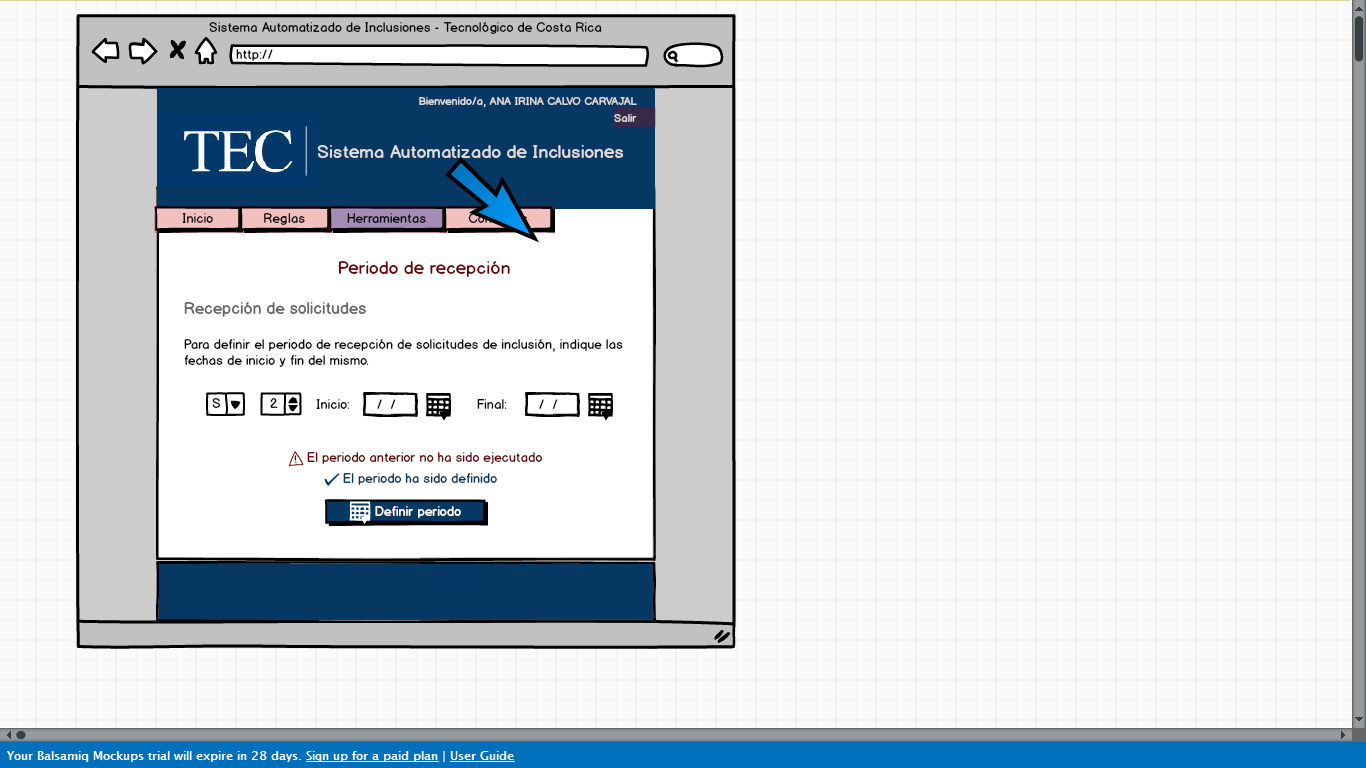 Sistema Automatizado de Inclusiones - Tecnológico de Costa Rica
http://
Bienvenido/a, ANA IRINA CALVO CARVAJAL
Salir
TEC
Sistema Automatizado de Inclusiones
Inicio Reglas Herramientas
Periodo de recepción
Recepción de solicitudes
Para definir el periodo de recepción de solicitudes de inclusión, indique las
fechas de inicio y fin del mismo.
S 2 Inicio: / / Final: / /
El periodo anterior no ha sido ejecutado
El periodo ha sido definido
Definir periodo
Your Balsamiq Mockups trial will expire in 28 days. Sign up for a paid plan | User Guide